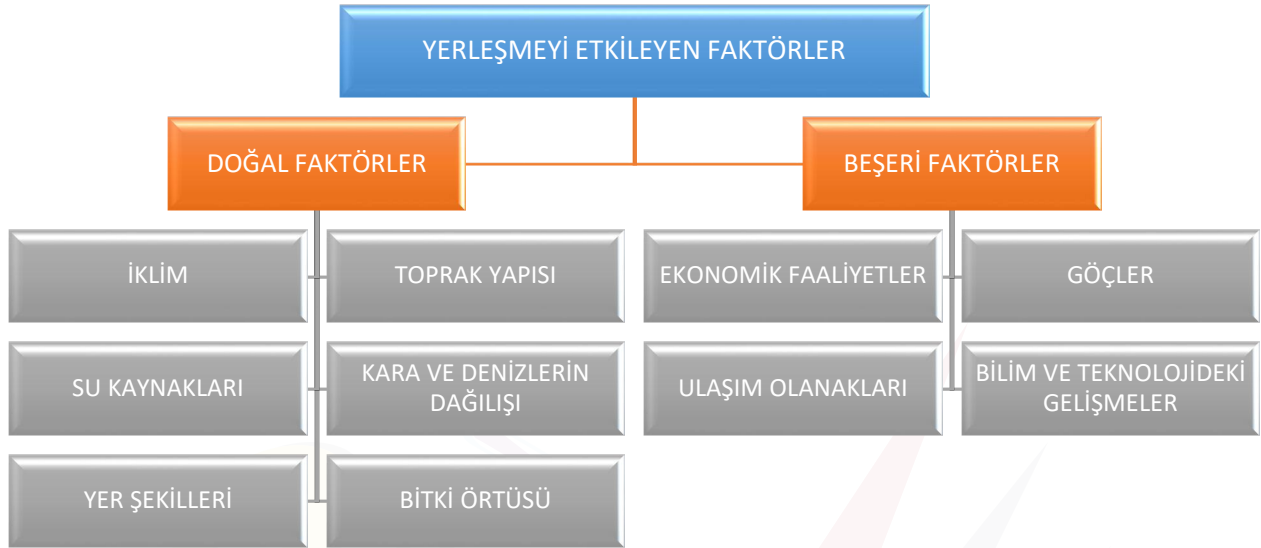 YERLEŞMEYİ ETKİLEYEN FAKTÖRLER
DOĞAL FAKTÖRLER
BEŞERİ FAKTÖRLER
İKLİM
TOPRAK YAPISI
EKONOMİK FAALİYETLER
GÖÇLER
SU KAYNAKLARI
KARA VE DENİZLERİN
DAĞILIŞI
ULAŞIM OLANAKLARI
BİLİM VE TEKNOLOJİDEKİ
GELİŞMELER
YER ŞEKİLLERİ
BİTKİ ÖRTÜSÜ